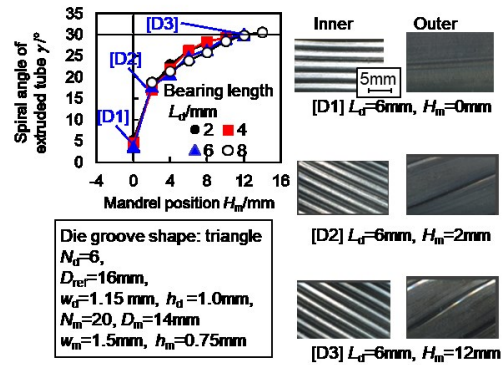 Spiral angle of
extruded tube γ/°
35
30
25
20
15
10
5
0
-4 0 4 8 12 16
Mandrel position Hm/mm
[D1]
[D2]
[D3]
Bearing length
Ld/mm
2 4
6 8
Die groove shape: triangle
Nd=6,
Dref=16mm,
wd=1.15 mm, hd=1.0mm,
Nm=20, Dm=14mm
wm=1.5mm, hm=0.75mm
Inner Outer
5mm
[D1] Ld=6mm, Hm=0mm
[D2] Ld=6mm, Hm=2mm
[D3] Ld=6mm, Hm=12mm